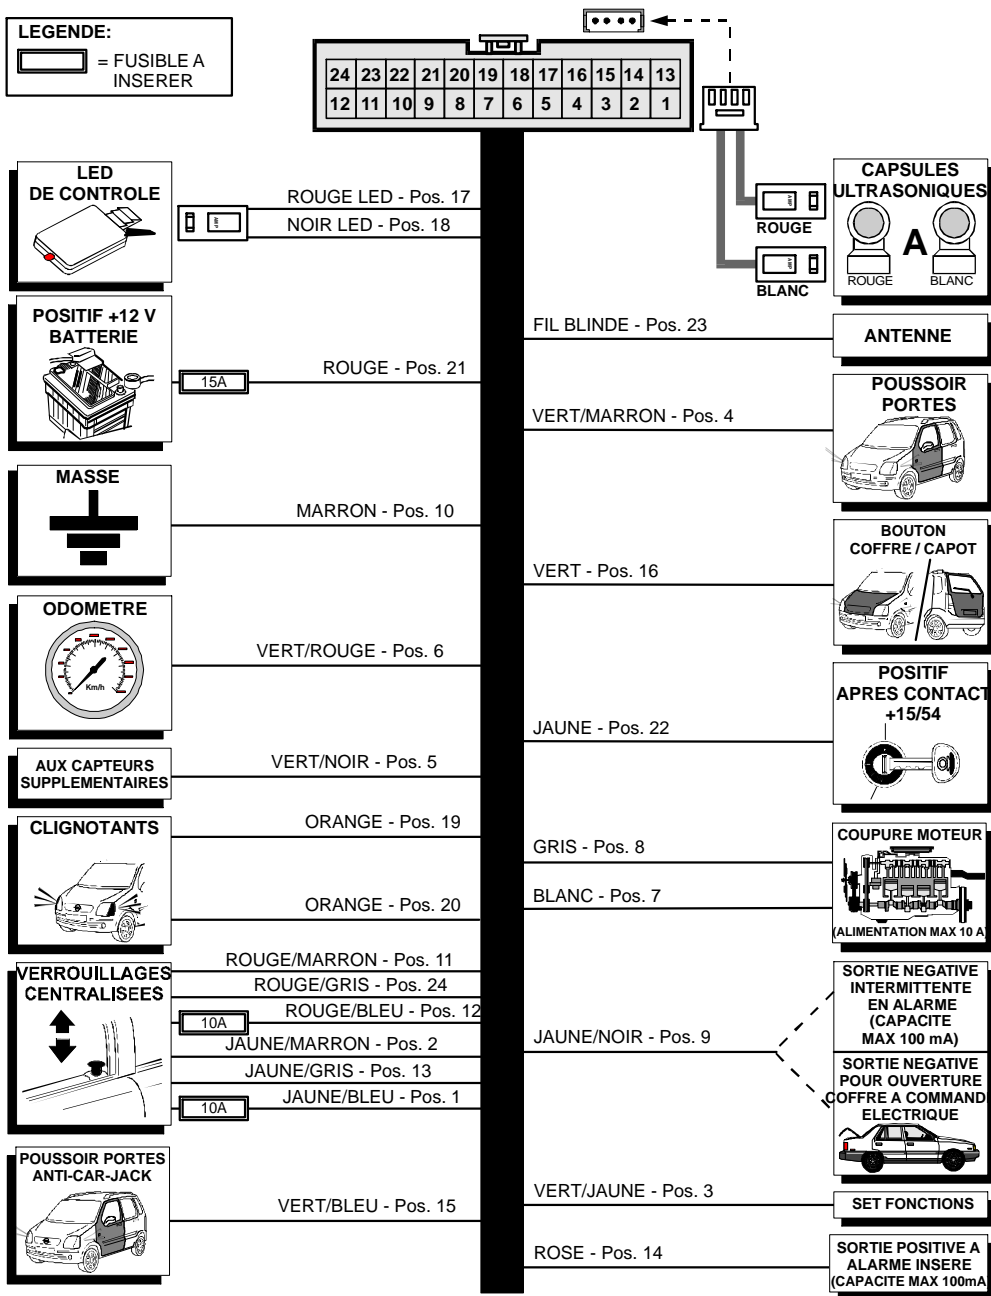 LEGENDE:
= FUSIBLE A
INSERER
24 23 22 21 20 19 18 17 16 15 14 13
12 11 10 9 8 7 6 5 4 3 2 1
LED
DE CONTROLE
ROUGE LED - Pos. 17
NOIR LED - Pos. 18
POSITIF +12 V
BATTERIE
15A
ROUGE - Pos. 21
MASSE
MARRON - Pos. 10
ODOMETRE
Km/h
VERT/ROUGE - Pos. 6
AUX CAPTEURS
SUPPLEMENTAIRES
VERT/NOIR - Pos. 5
CLIGNOTANTS
ORANGE - Pos. 19
ORANGE - Pos. 20
VERROUILLAGES
CENTRALISEES
ROUGE/MARRON - Pos. 11
ROUGE/GRIS - Pos. 24
ROUGE/BLEU - Pos. 12
10A
JAUNE/MARRON - Pos. 2
JAUNE/GRIS - Pos. 13
JAUNE/BLEU - Pos. 1
10A
POUSSOIR PORTES
ANTI-CAR-JACK
VERT/BLEU - Pos. 15
ROUGE
BLANC
CAPSULES
ULTRASONIQUES
A
ROUGE BLANC
FIL BLINDE - Pos. 23
ANTENNE
VERT/MARRON - Pos. 4
POUSSOIR
PORTES
VERT - Pos. 16
BOUTON
COFFRE / CAPOT
JAUNE - Pos. 22
POSITIF
APRES CONTACT
+15/54
GRIS - Pos. 8
BLANC - Pos. 7
COUPURE MOTEUR
(ALIMENTATION MAX 10 A)
JAUNE/NOIR - Pos. 9
SORTIE NEGATIVE
INTERMITTENTE
EN ALARME
(CAPACITE
MAX 100 mA)
SORTIE NEGATIVE
POUR OUVERTURE
COFFRE A COMMAND
ELECTRIQUE
VERT/JAUNE - Pos. 3
SET FONCTIONS
ROSE - Pos. 14
SORTIE POSITIVE A
ALARME INSERE
(CAPACITE MAX 100mA